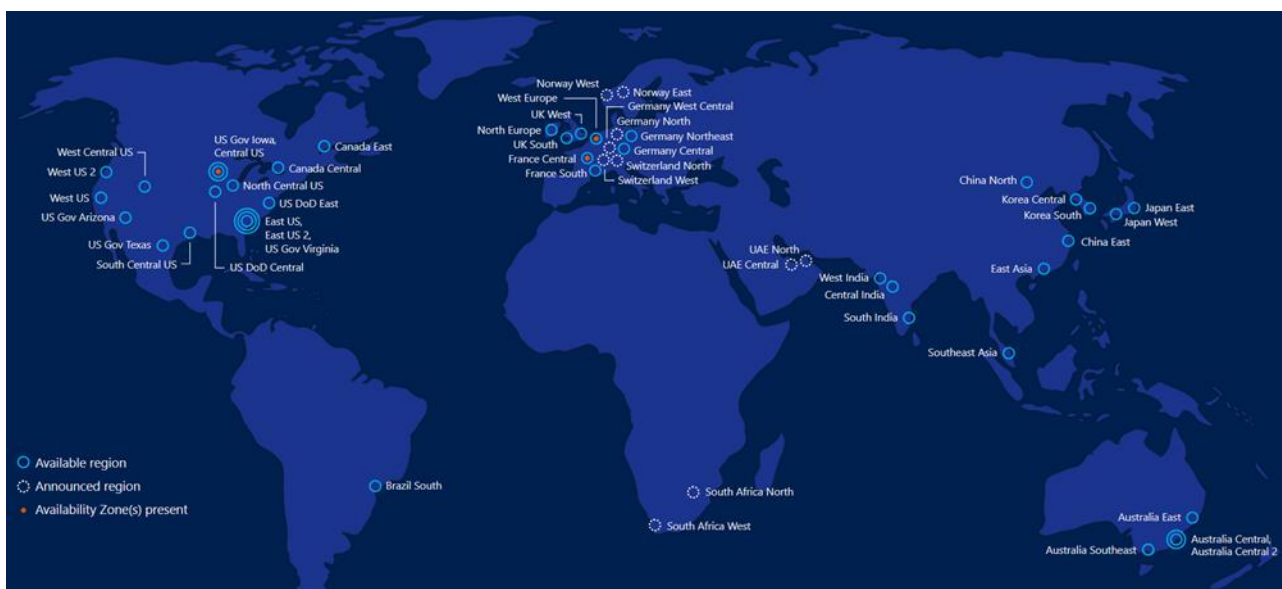 Norway West
Norway East
West Europe
Germany West Central
UK West
Germany North
North Europe
Germany Northeast
UK South
Germany Central
France Central
Switzerland North
France South
Switzerland West
US Gov Iowa,
Central US
Canada East
West Central US
West US 2
Canada Central
North Central US
West US
US DoD East
US Gov Arizona
East US,
East US 2,
US Gov Virginia
US Gov Texas
South Central US
US DoD Central
China North
Korea Central
Korea South
Japan East
Japan West
China East
UAE North
UAE Central
East Asia
West India
Central India
South India
Southeast Asia
Available region
Announced region
Availability Zone(s) present
Brazil South
South Africa North
South Africa West
Australia East
Australia Central,
Australia Central 2
Australia Southeast